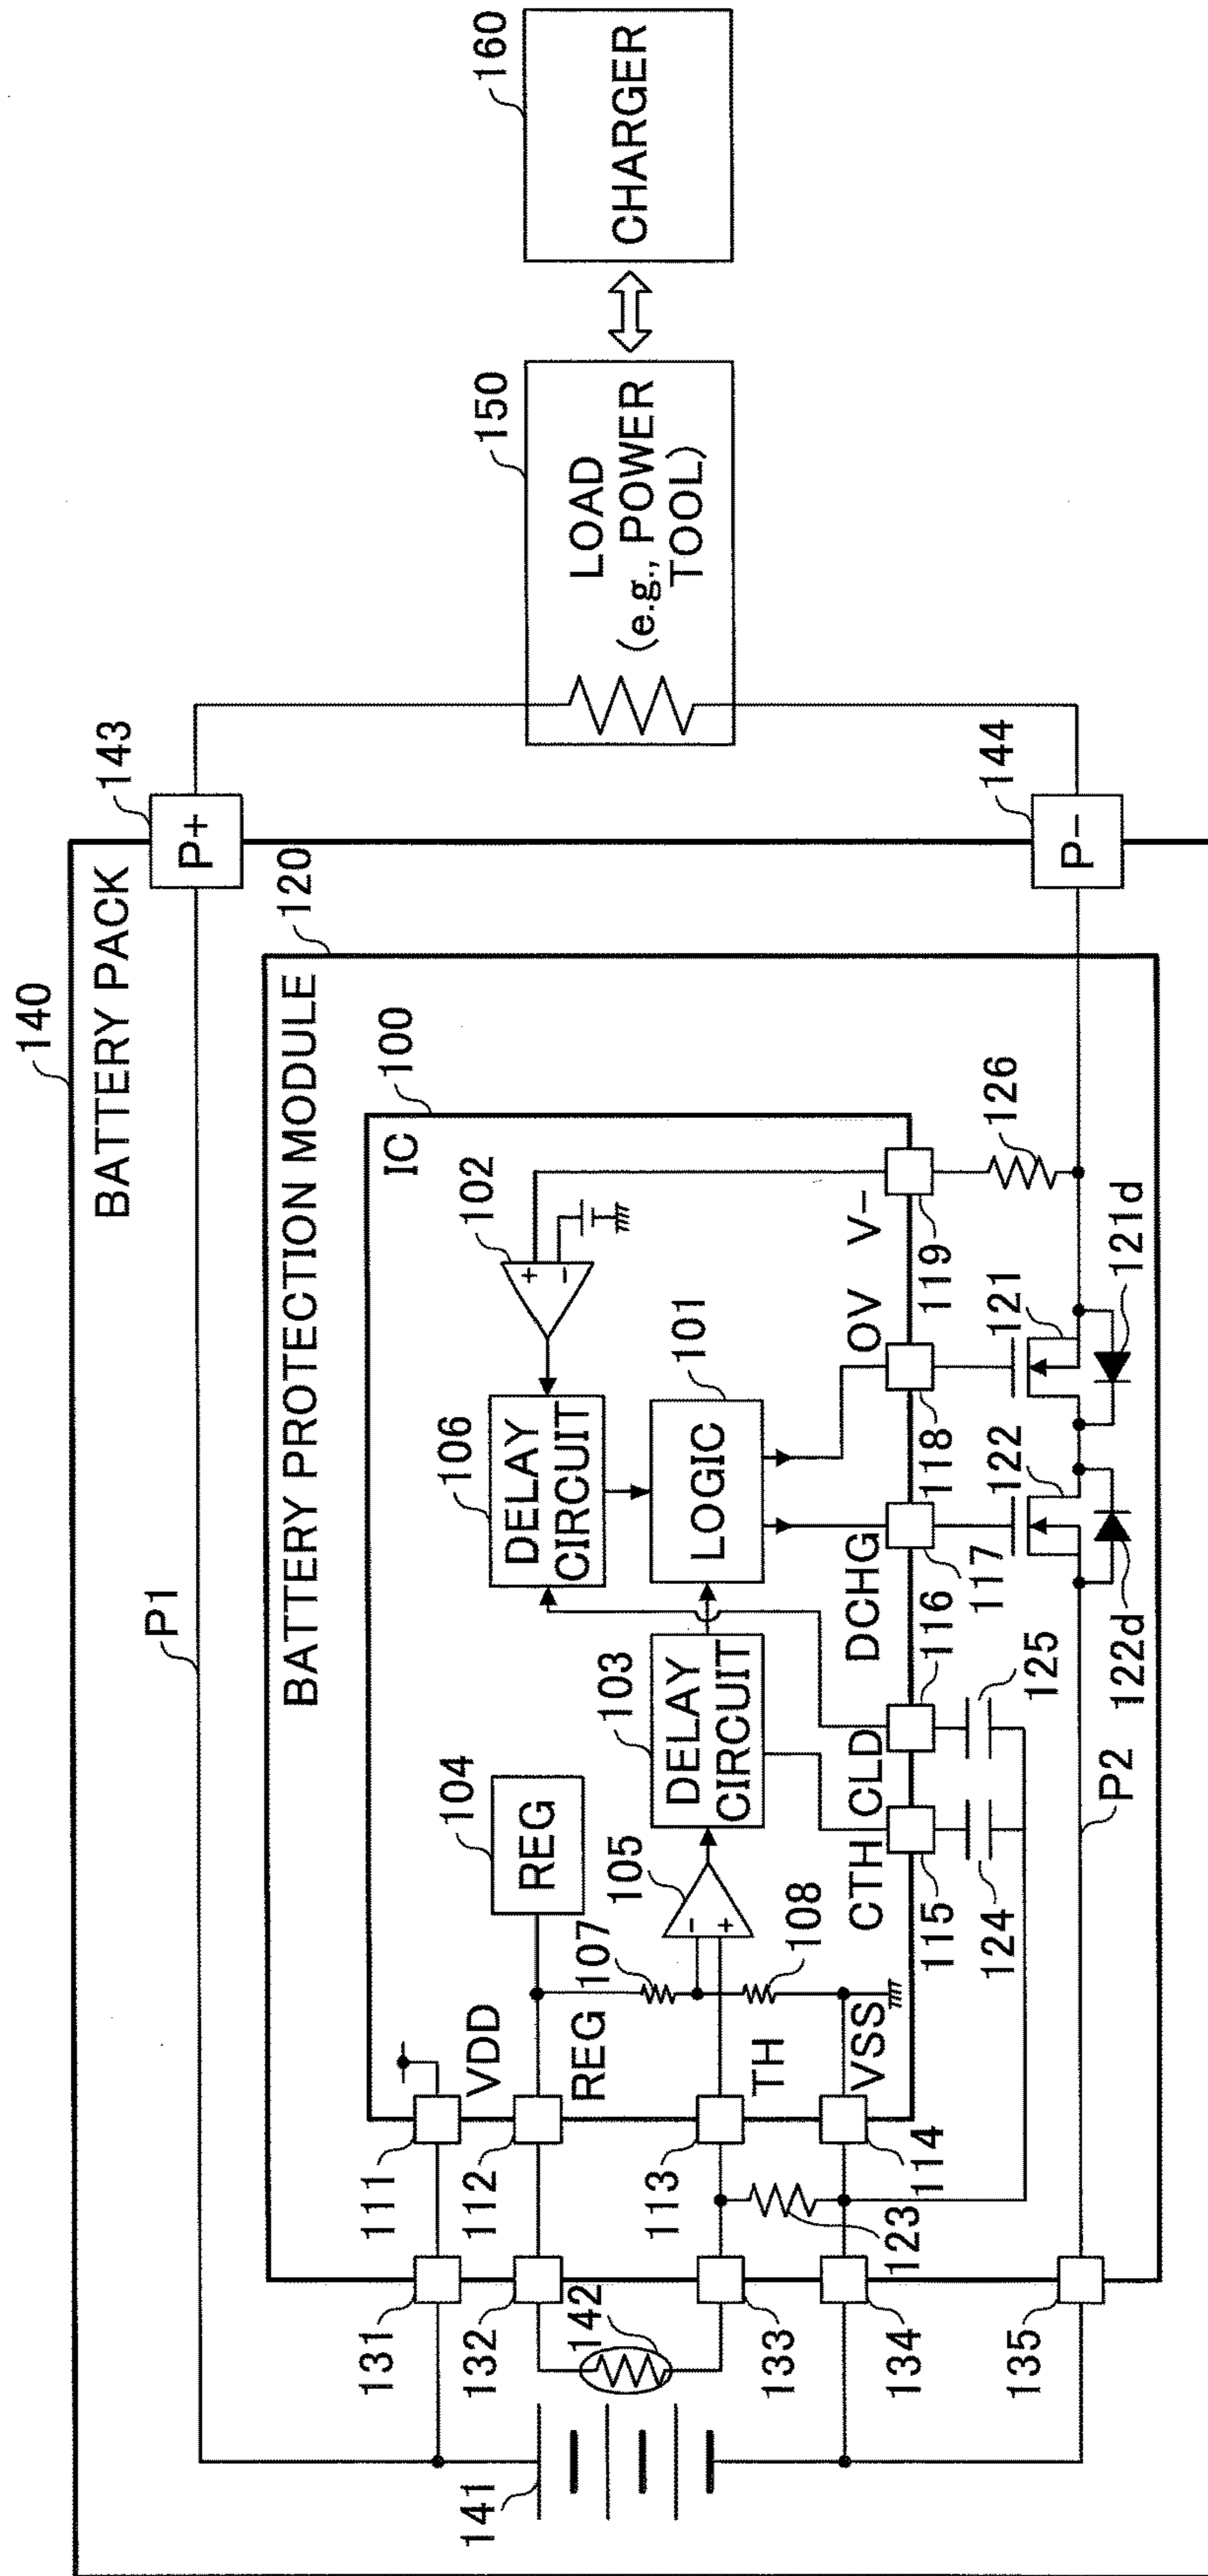 140
BATTERY PACK
P1
143
P+
120
BATTERY PROTECTION MODULE
100
IC
150
LOAD
(e.g., POWER
TOOL)
160
CHARGER
131
111
VDD
132
112
REG
104
REG
142
141
133
113
TH
107
108
105
103
DELAY
CIRCUIT
106
DELAY
CIRCUIT
102
+
−
101
LOGIC
-
+
134
114
VSS
123
CTH
CLD
DCHG
OV
V−
115
116
117
118
119
124
125
122
121
126
122d
121d
135
P2
144
P−